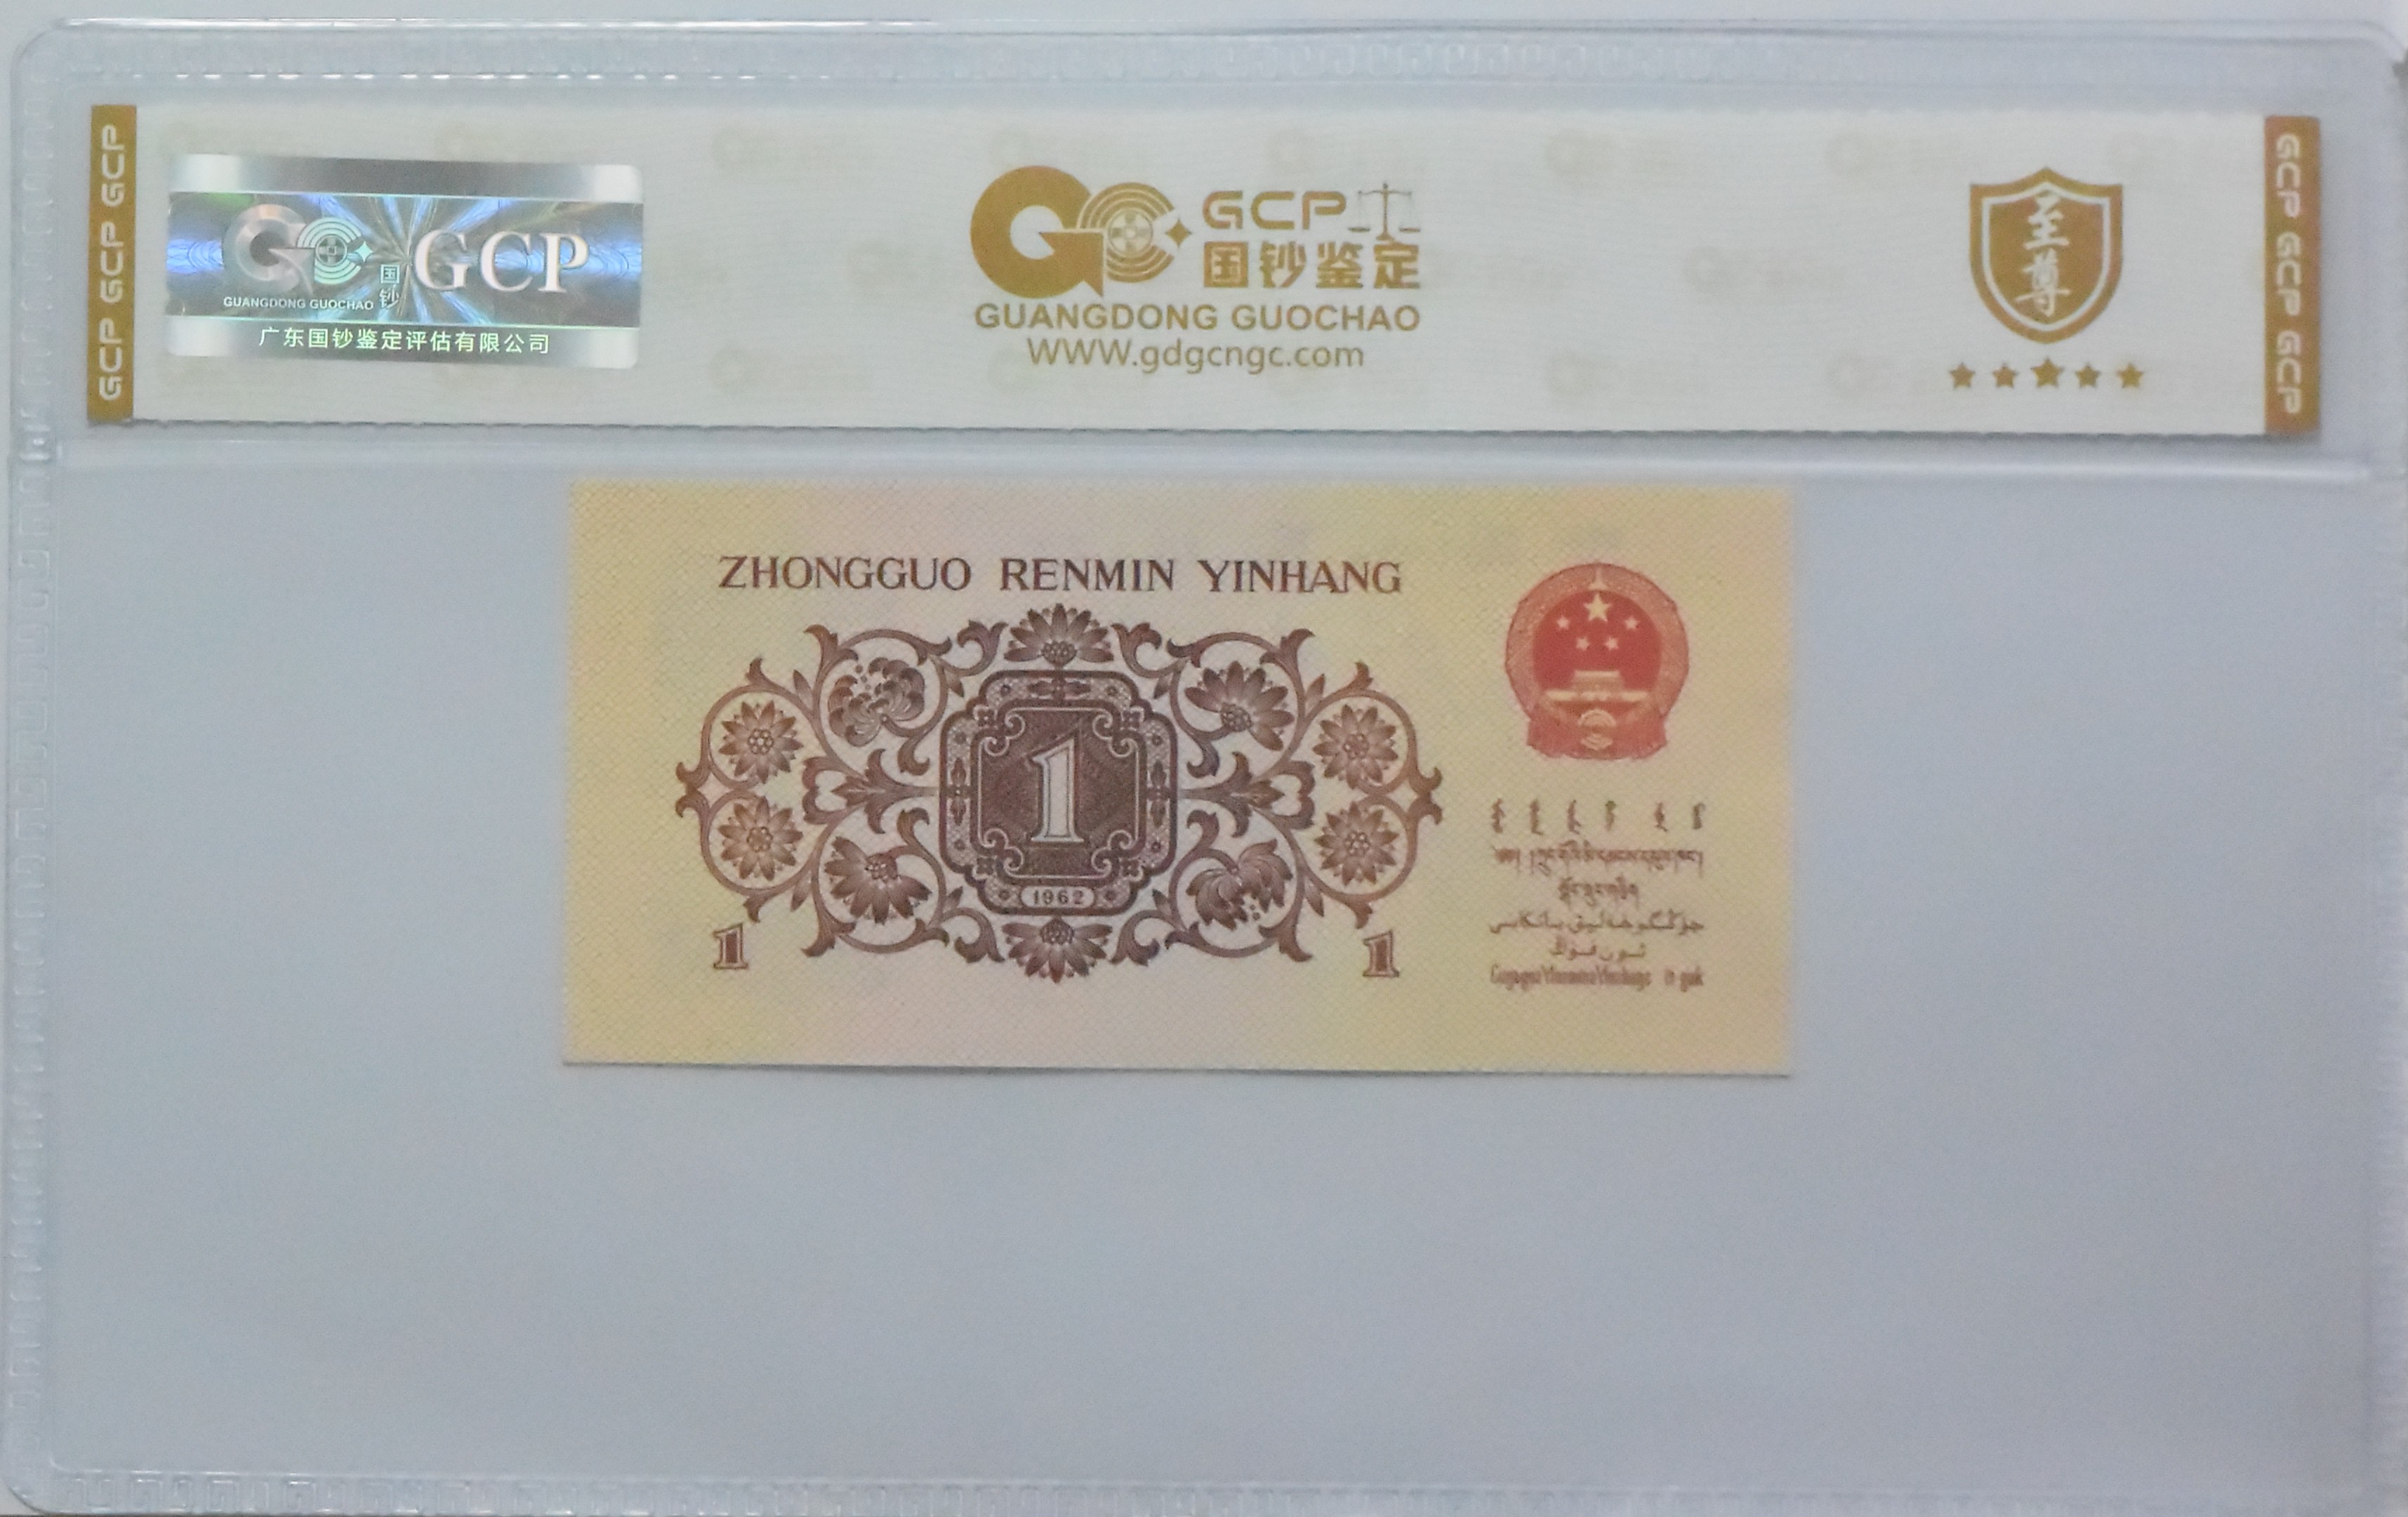 GCP GCP GCP
国钞
GCP
GUANGDONG GUOCHAO
广东国钞鉴定评估有限公司
GCP
国钞鉴定
GUANGDONG GUOCHAO
WWW.gdgcngc.com
至尊
GCP GCP GCP
ZHONGGUO RENMIN YINHANG
1
1962
1
1